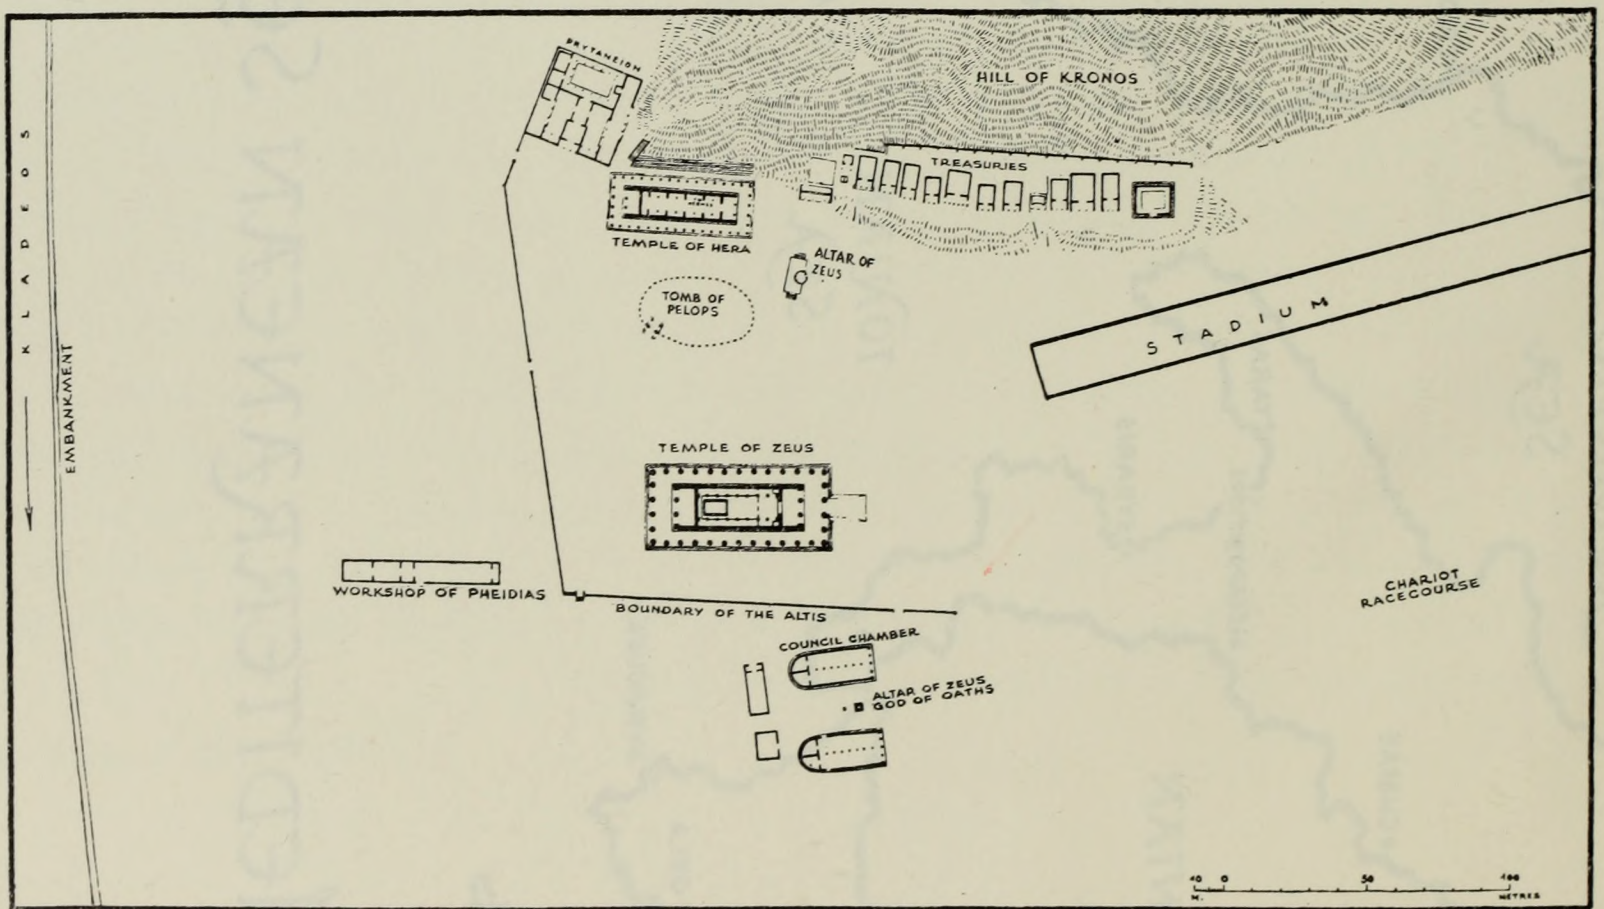 PRYTANEION
HILL OF KRONOS
TREASURIES
KLADEOS
TEMPLE OF HERA
ALTAR OF
ZEUS
TOMB OF
PELOPS
STADIUM
EMBANKMENT
TEMPLE OF ZEUS
WORKSHOP OF PHEIDIAS
BOUNDARY OF THE ALTIS
CHARIOT
RACECOURSE
COUNCIL CHAMBER
ALTAR OF ZEUS
GOD OF OATHS
10 0 50 100
M. METRES